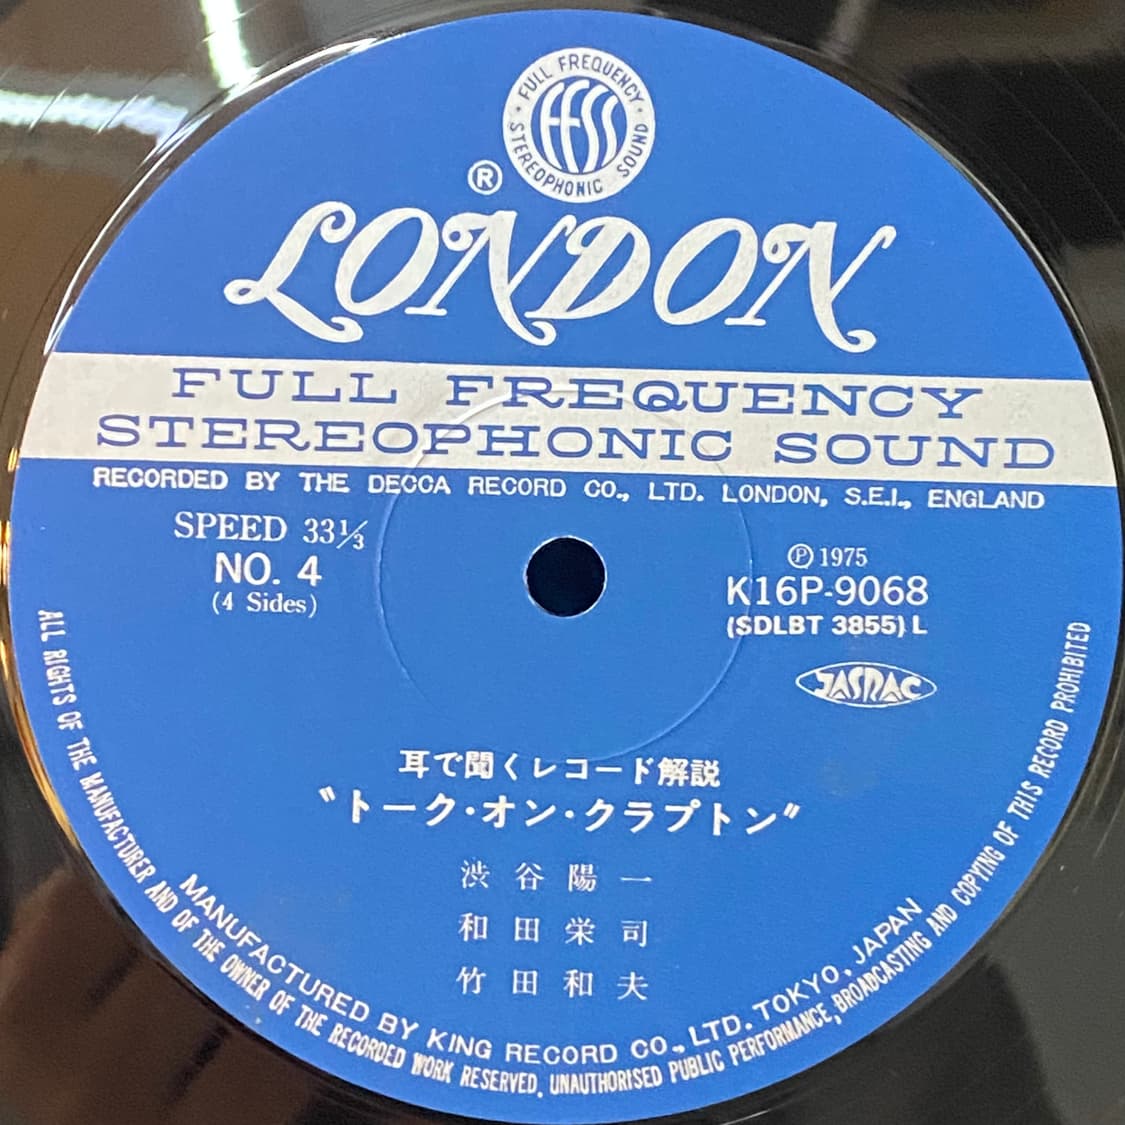 FULL FREQUENCY
FFSS
STEREOPHONIC SOUND
®
LONDON
FULL FREQUENCY
STEREOPHONIC SOUND
RECORDED BY THE DECCA RECORD CO., LTD. LONDON, S.E.I., ENGLAND
SPEED 33⅓
NO. 4
(4 Sides)
Ⓟ 1975
K16P-9068
(SDLBT 3855) L
JASRAC
耳で聞くレコード解説
〝トーク・オン・クラプトン〟
渋谷陽一
和田栄司
竹田和夫
MANUFACTURED BY KING RECORD CO., LTD. TOKYO, JAPAN
ALL RIGHTS OF THE MANUFACTURER AND OF THE OWNER OF THE RECORDED WORK RESERVED. UNAUTHORISED PUBLIC PERFORMANCE, BROADCASTING AND COPYING OF THIS RECORD PROHIBITED